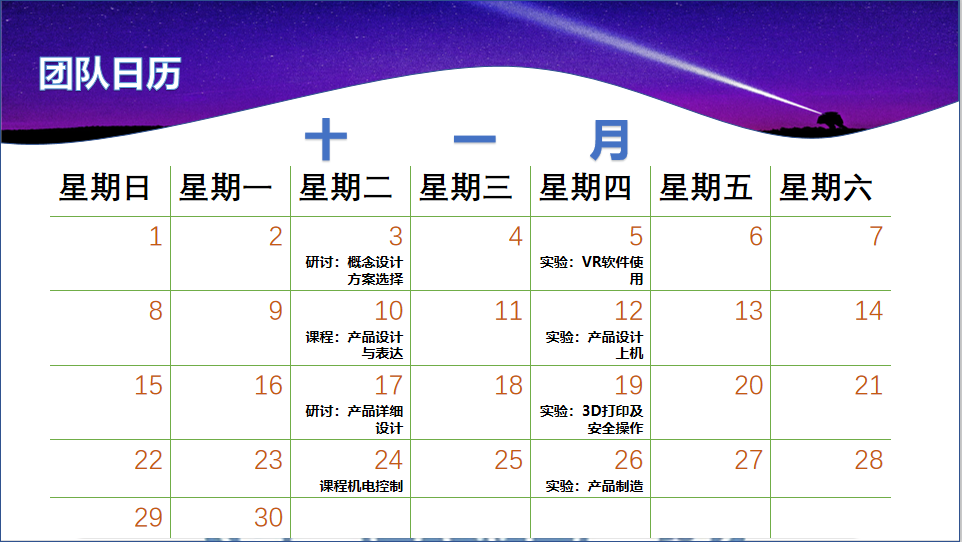 团队日历
十 一 月
星期日 星期一 星期二 星期三 星期四 星期五 星期六
1 2 3 4 5 6 7
研讨：概念设计
方案选择
实验：VR软件使
用
8 9 10 11 12 13 14
课程：产品设计
与表达
实验：产品设计
上机
15 16 17 18 19 20 21
研讨：产品详细
设计
实验：3D打印及
安全操作
22 23 24 25 26 27 28
课程机电控制
实验：产品制造
29 30